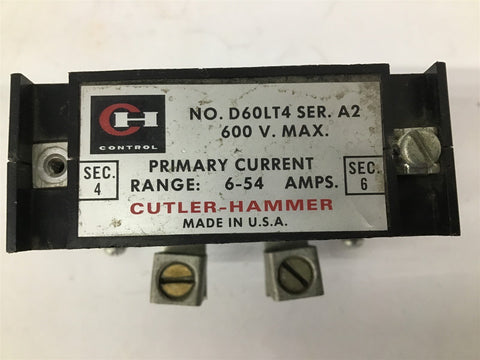 CH
CONTROL
NO. D60LT4 SER. A2
600 V. MAX.
SEC.
4
PRIMARY CURRENT
RANGE: 6-54 AMPS.
SEC.
6
CUTLER-HAMMER
MADE IN U.S.A.